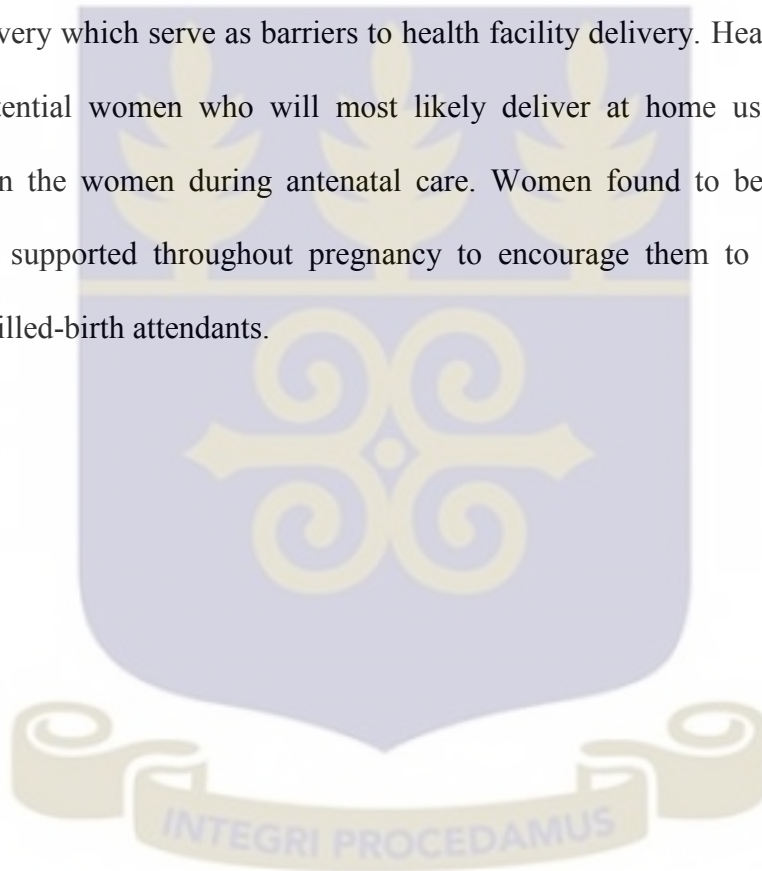 very which serve as barriers to health facility delivery. Hea
tential women who will most likely deliver at home us
n the women during antenatal care. Women found to be
supported throughout pregnancy to encourage them to
illed-birth attendants.
INTEGRI PROCEDAMUS